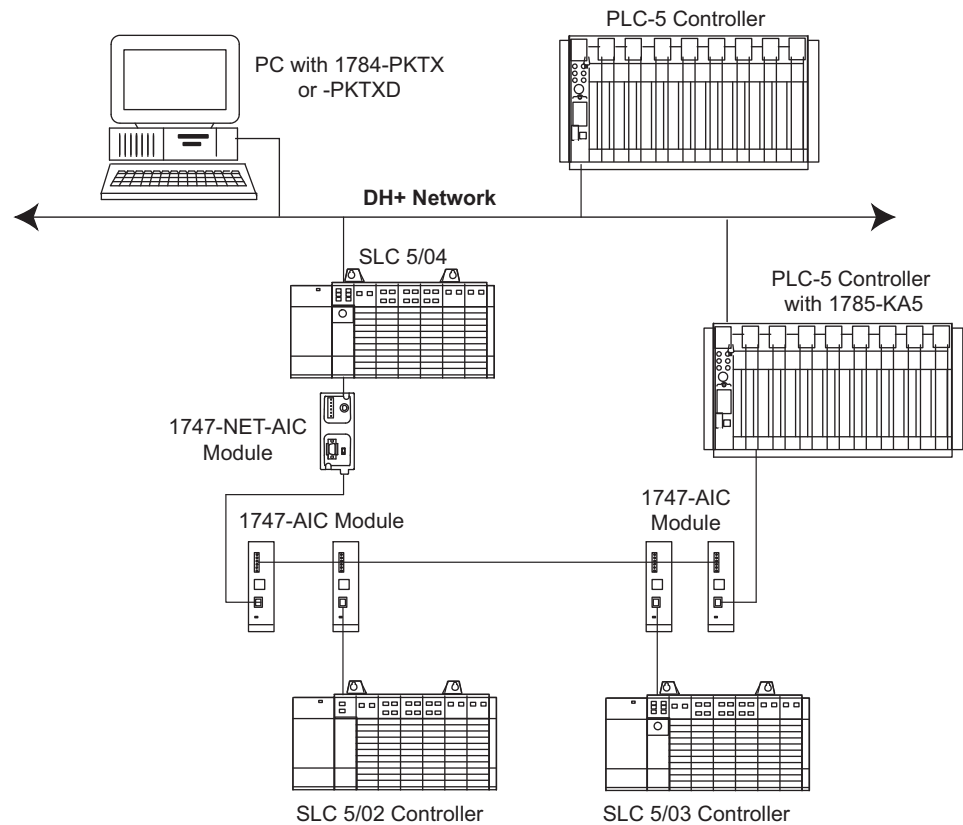 PLC-5 Controller
PC with 1784-PKTX
or -PKTXD
DH+ Network
SLC 5/04
PLC-5 Controller
with 1785-KA5
1747-NET-AIC
Module
1747-AIC Module
1747-AIC
Module
SLC 5/02 Controller
SLC 5/03 Controller